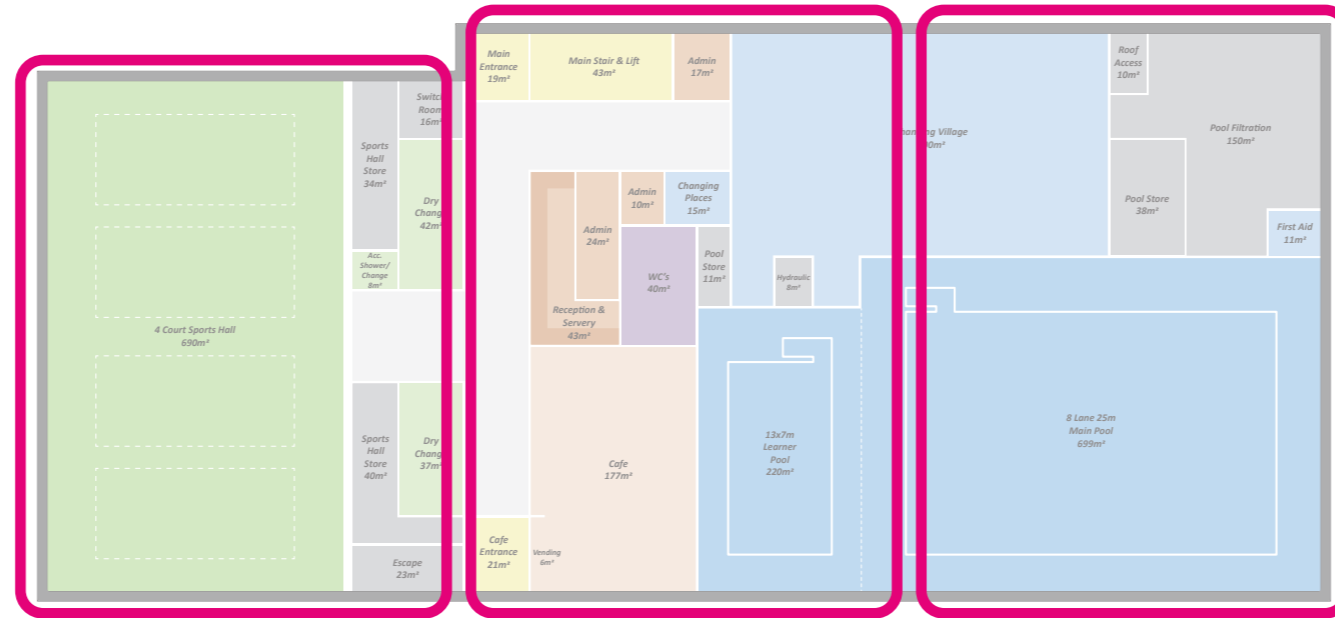 Main
Entrance
19m²
Main Stair & Lift
43m²
Admin
17m²
Roof
Access
10m²
Pool Filtration
150m²
Village
Pool Store
38m²
First Aid
11m²
Sports
Hall
Store
34m²
16m²
Dry
42m²
Acc.
Shower/
Change
8m²
4 Court Sports Hall
690m²
Admin
10m²
Changing
Places
15m²
Admin
24m²
WC's
40m²
Pool
Store
11m²
Hydraulic
8m²
Reception &
Servery
43m²
Sports
Hall
Store
40m²
Dry
37m²
Cafe
177m²
13x7m
Learner
Pool
220m²
8 Lane 25m
Main Pool
699m²
Escape
23m²
Cafe
Entrance
21m²
Vending
6m²